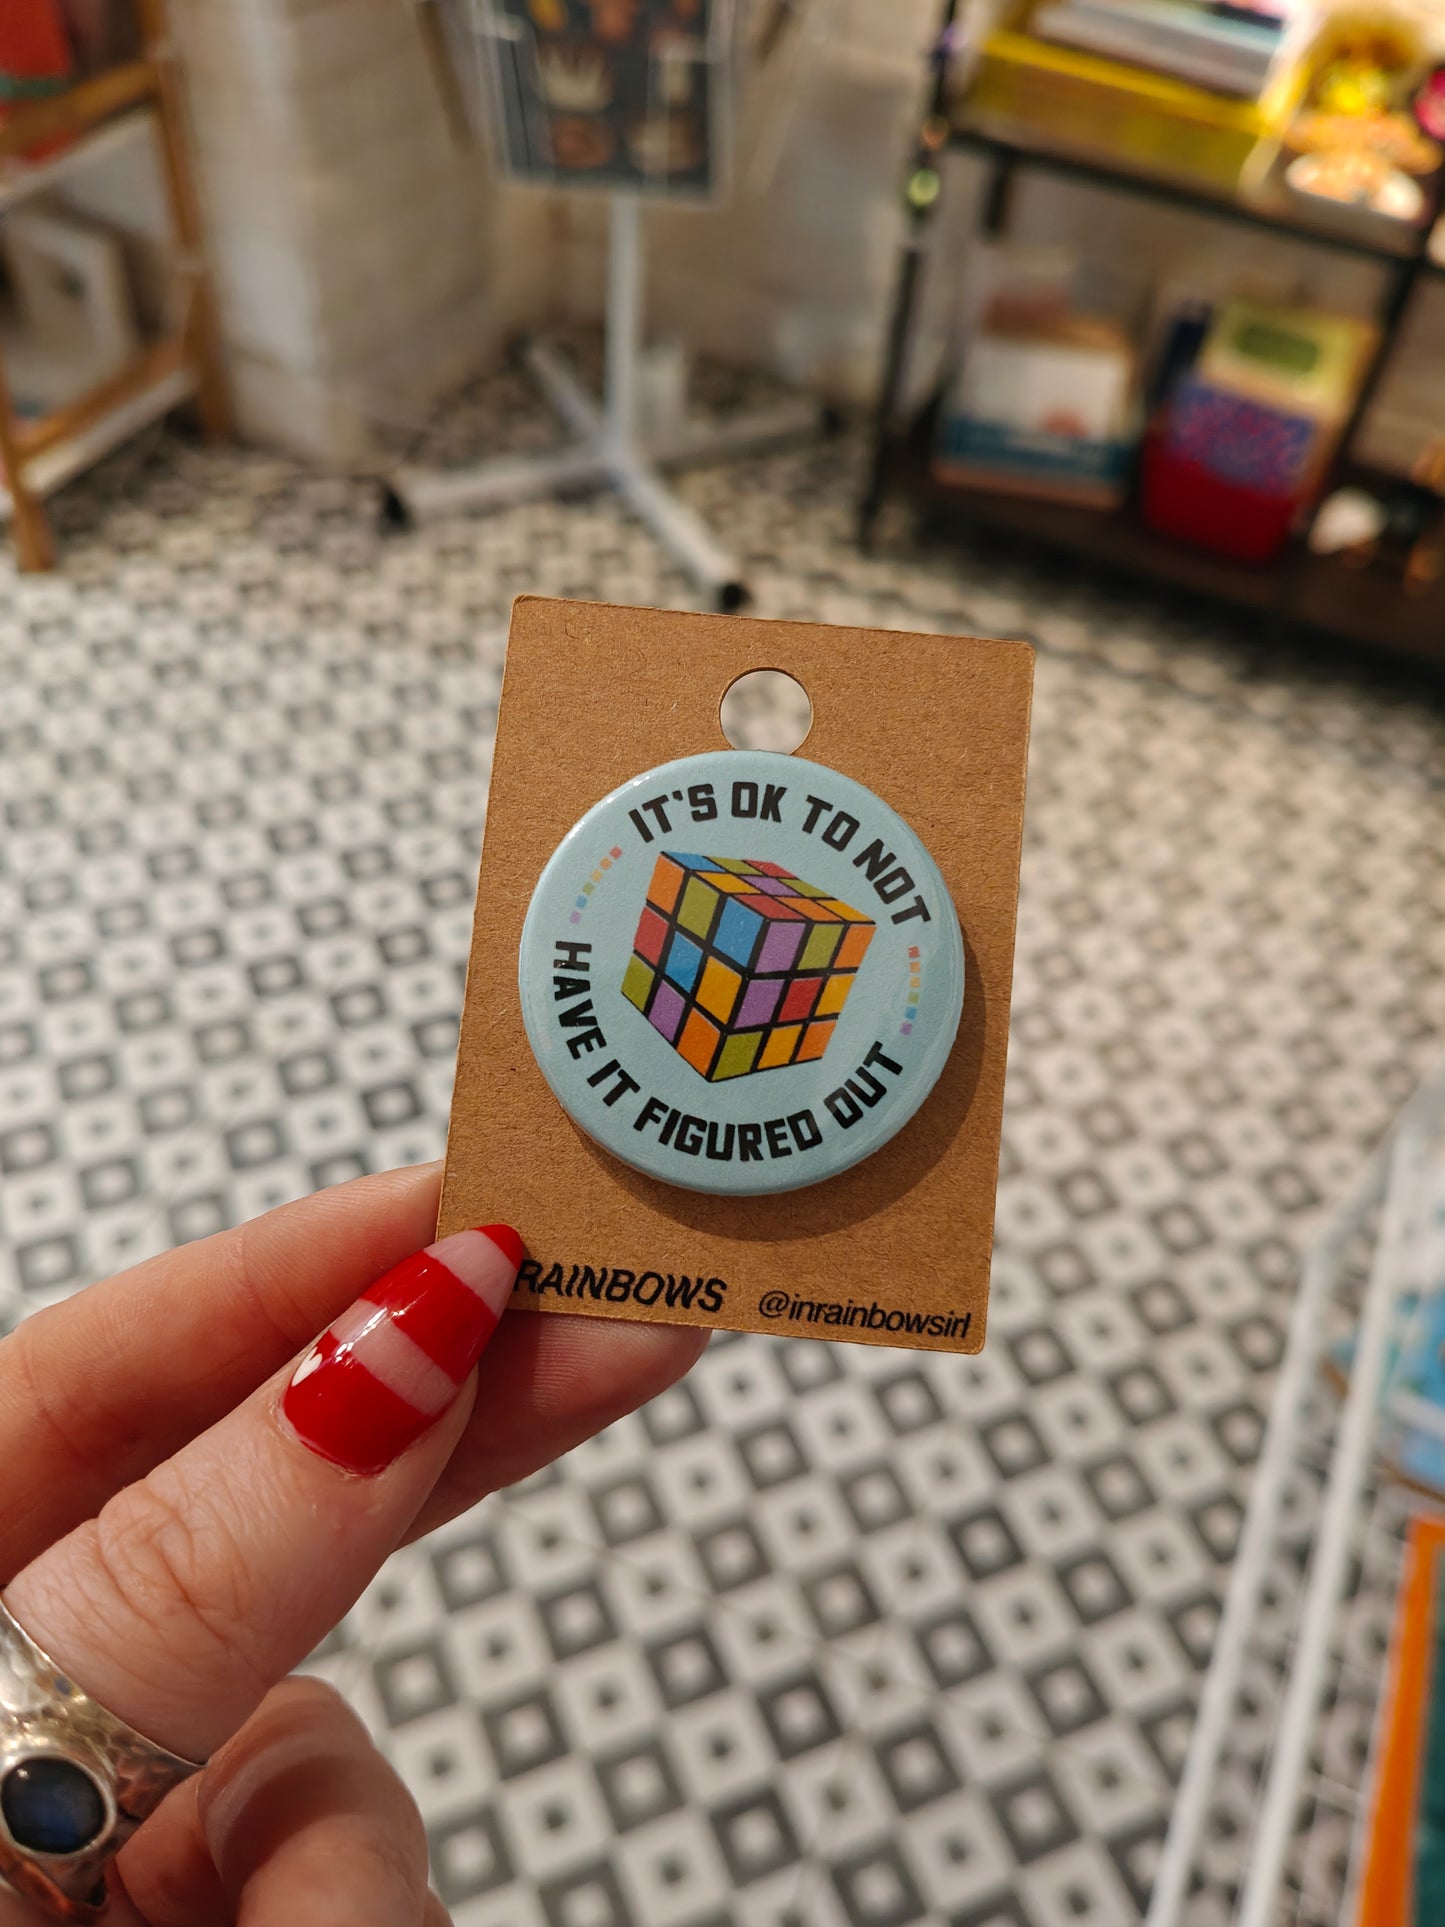 IT'S OK TO NOT
HAVE IT FIGURED OUT
RAINBOWS @inrainbowsirl